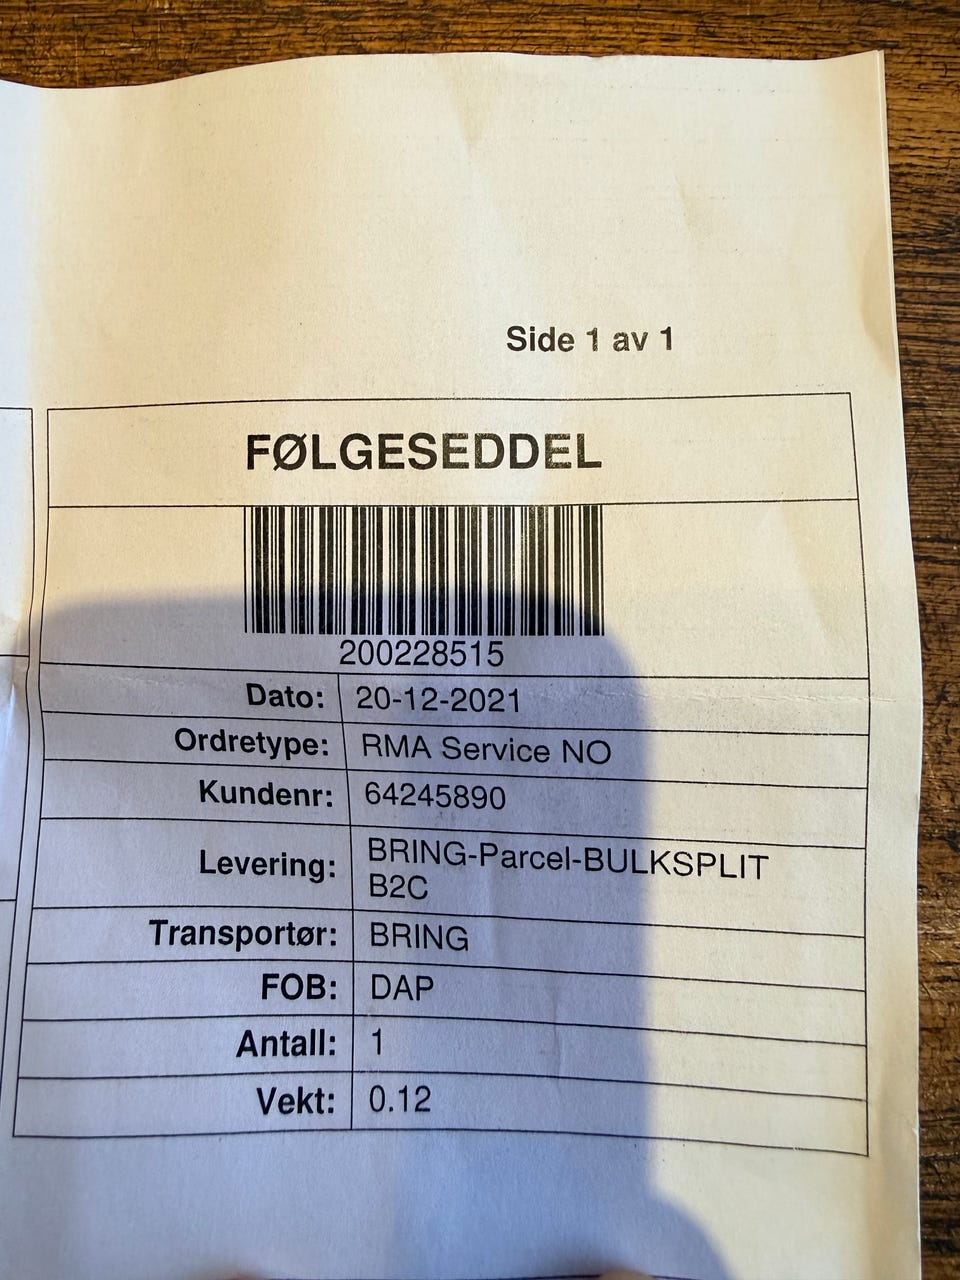 Side 1 av 1
FØLGESEDDEL
200228515
Dato: 20-12-2021
Ordretype: RMA Service NO
Kundenr: 64245890
Levering: BRING-Parcel-BULKSPLIT
B2C
Transportør: BRING
FOB: DAP
Antall: 1
Vekt: 0.12